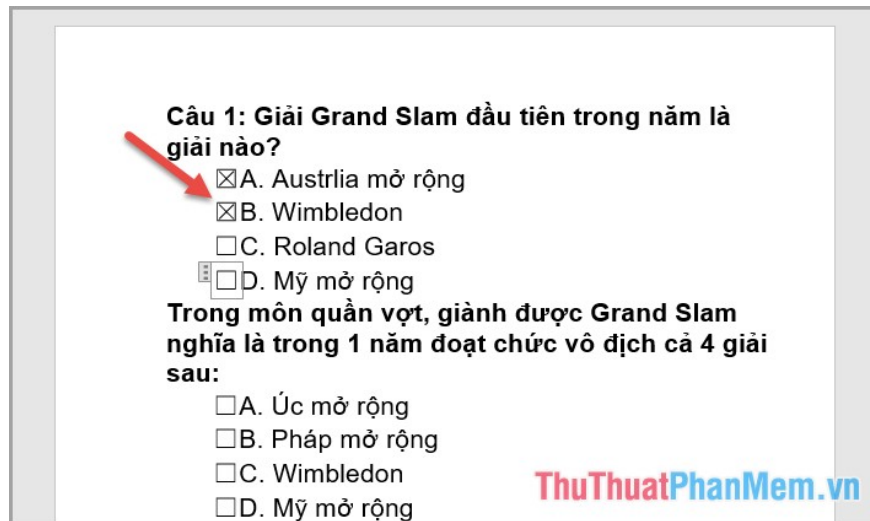 Câu 1: Giải Grand Slam đầu tiên trong năm là
giải nào?
☒A. Austrlia mở rộng
☒B. Wimbledon
☐C. Roland Garos
☐D. Mỹ mở rộng
Trong môn quần vợt, giành được Grand Slam
nghĩa là trong 1 năm đoạt chức vô địch cả 4 giải
sau:
☐A. Úc mở rộng
☐B. Pháp mở rộng
☐C. Wimbledon
☐D. Mỹ mở rộng
ThuThuatPhanMem.vn